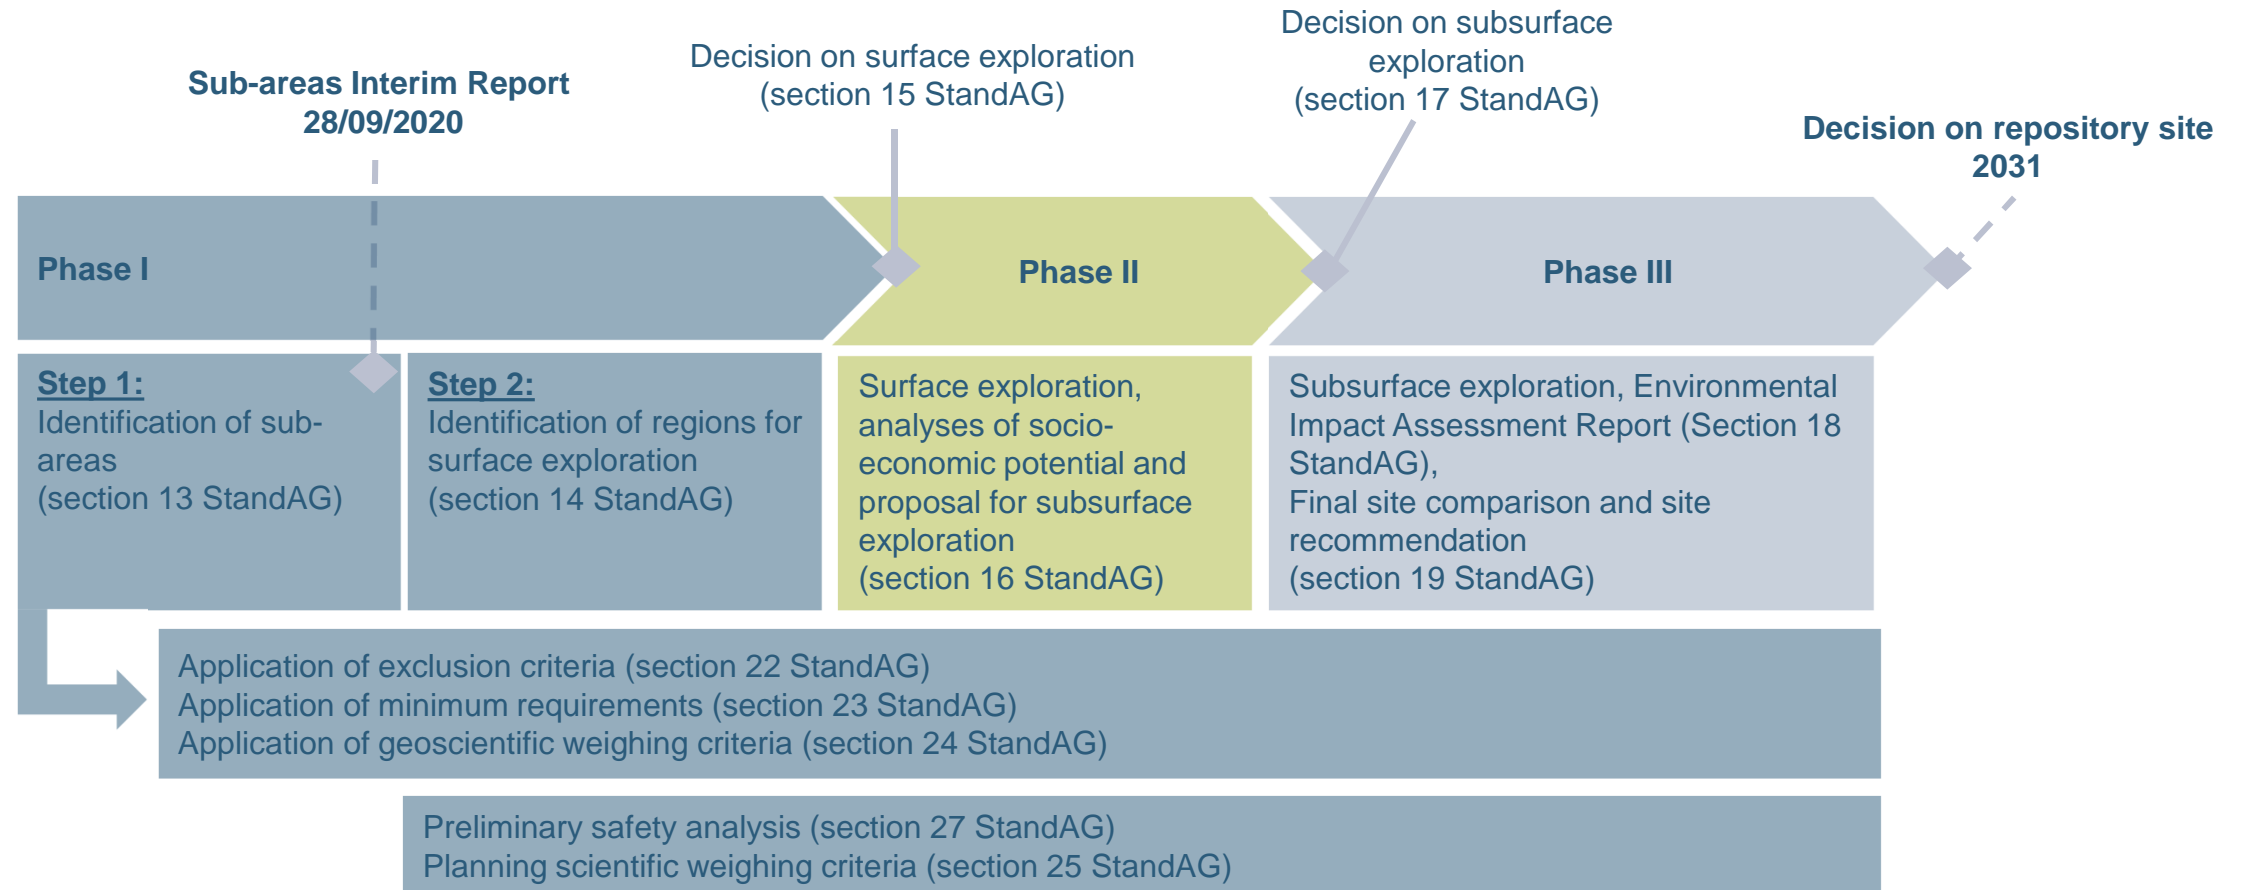 Sub-areas Interim Report
28/09/2020
Decision on surface exploration
(section 15 StandAG)
Decision on subsurface
exploration
(section 17 StandAG)
Decision on repository site
2031
Phase I
Phase II
Phase III
Step 1:
Identification of sub-
areas
(section 13 StandAG)
Step 2:
Identification of regions for
surface exploration
(section 14 StandAG)
Surface exploration,
analyses of socio-
economic potential and
proposal for subsurface
exploration
(section 16 StandAG)
Subsurface exploration, Environmental
Impact Assessment Report (Section 18
StandAG),
Final site comparison and site
recommendation
(section 19 StandAG)
Application of exclusion criteria (section 22 StandAG)
Application of minimum requirements (section 23 StandAG)
Application of geoscientific weighing criteria (section 24 StandAG)
Preliminary safety analysis (section 27 StandAG)
Planning scientific weighing criteria (section 25 StandAG)